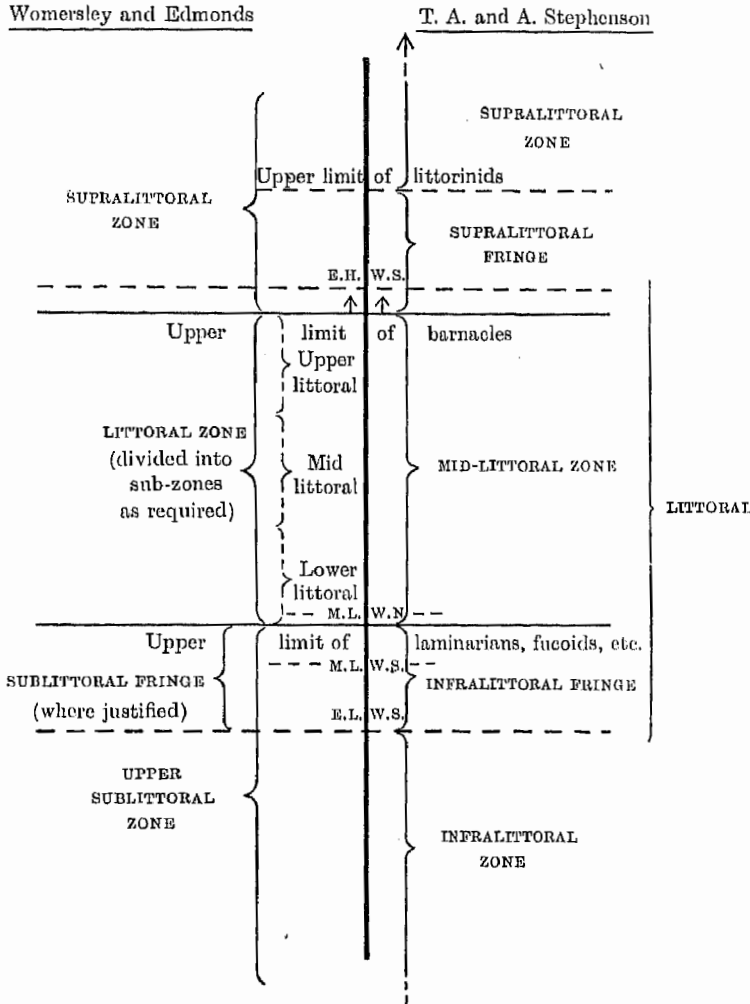 Womersley and Edmonds
T. A. and A. Stephenson
SUPRALITTORAL
ZONE
Upper limit of littorinids
SUPRALITTORAL
ZONE
SUPRALITTORAL
FRINGE
E.H. W.S.
Upper limit of barnacles
Upper
littoral
LITTORAL ZONE
(divided into
sub-zones
as required)
Mid
littoral
MID-LITTORAL ZONE
LITTORAL
Lower
littoral
M.L. W.N
Upper limit of laminarians, fucoids, etc.
M.L. W.S.
SUBLITTORAL FRINGE
(where justified)
INFRALITTORAL FRINGE
E.L. W.S.
UPPER
SUBLITTORAL
ZONE
INFRALITTORAL
ZONE